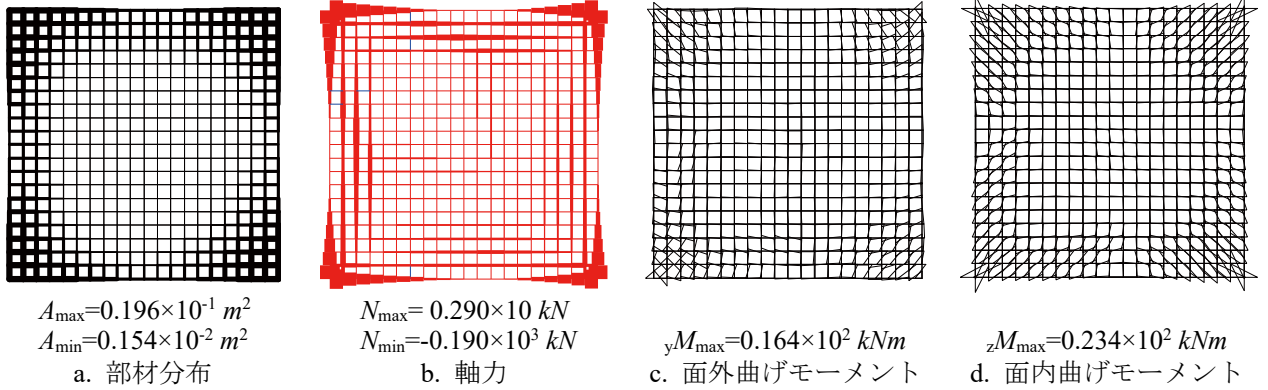 Amax=0.196×10⁻¹ m²
Amin=0.154×10⁻² m²
a. 部材分布
Nmax= 0.290×10 kN
Nmin=-0.190×10³ kN
b. 軸力
yMmax=0.164×10² kNm
c. 面外曲げモーメント
zMmax=0.234×10² kNm
d. 面内曲げモーメント